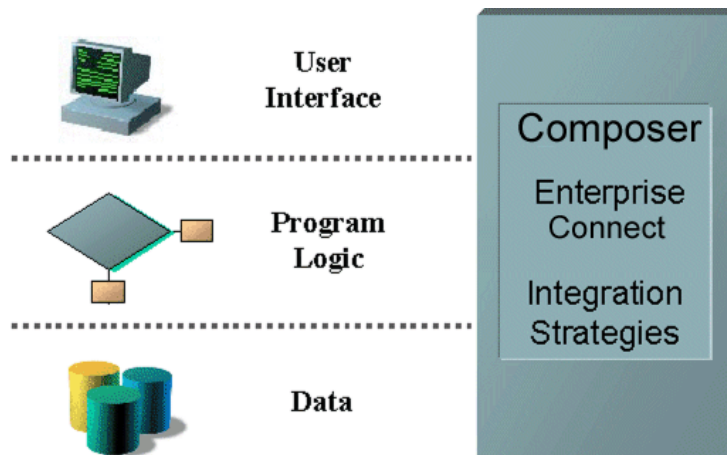 User
Interface
Program
Logic
Data
Composer
Enterprise
Connect
Integration
Strategies